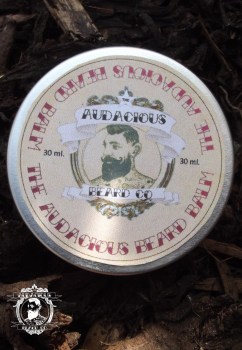 THE AUDACIOUS BEARD BALM
AUDACIOUS
30 ml.
30 ml.
BEARD CO
THE AUDACIOUS BEARD BALM